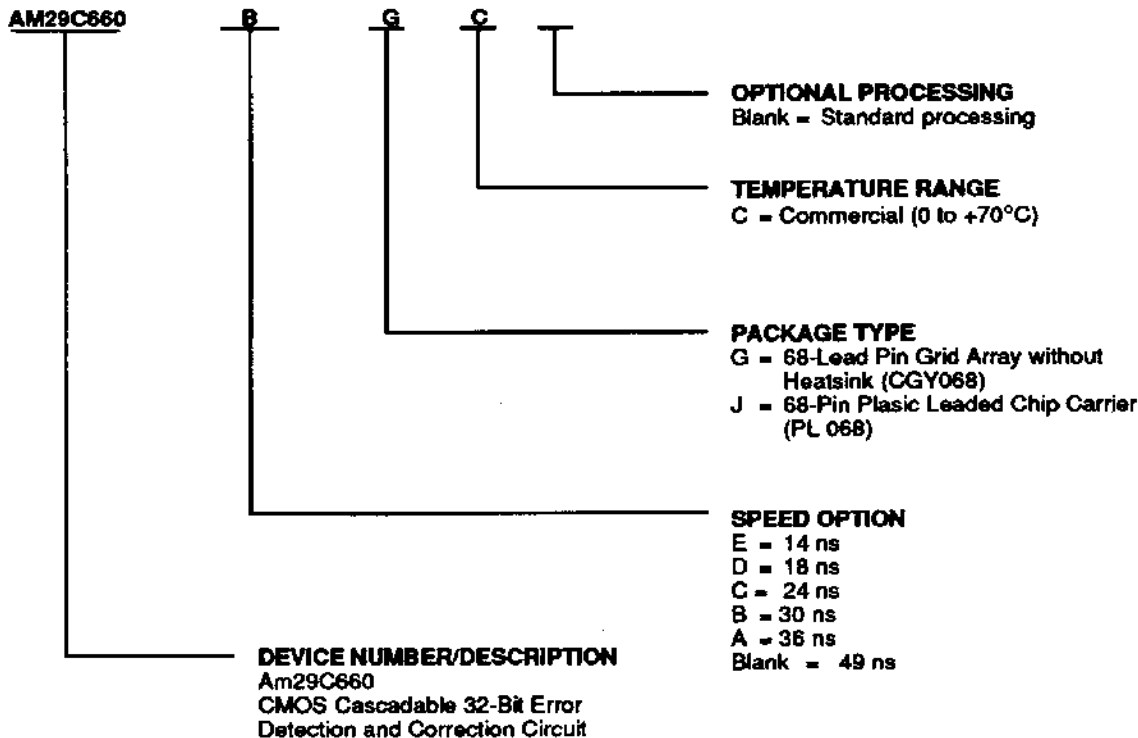 AM29C660 B G C
OPTIONAL PROCESSING
Blank = Standard processing
TEMPERATURE RANGE
C = Commercial (0 to +70°C)
PACKAGE TYPE
G = 68-Lead Pin Grid Array without
Heatsink (CGY068)
J = 68-Pin Plasic Leaded Chip Carrier
(PL 068)
SPEED OPTION
E = 14 ns
D = 18 ns
C = 24 ns
B = 30 ns
A = 36 ns
Blank = 49 ns
DEVICE NUMBER/DESCRIPTION
Am29C660
CMOS Cascadable 32-Bit Error
Detection and Correction Circuit